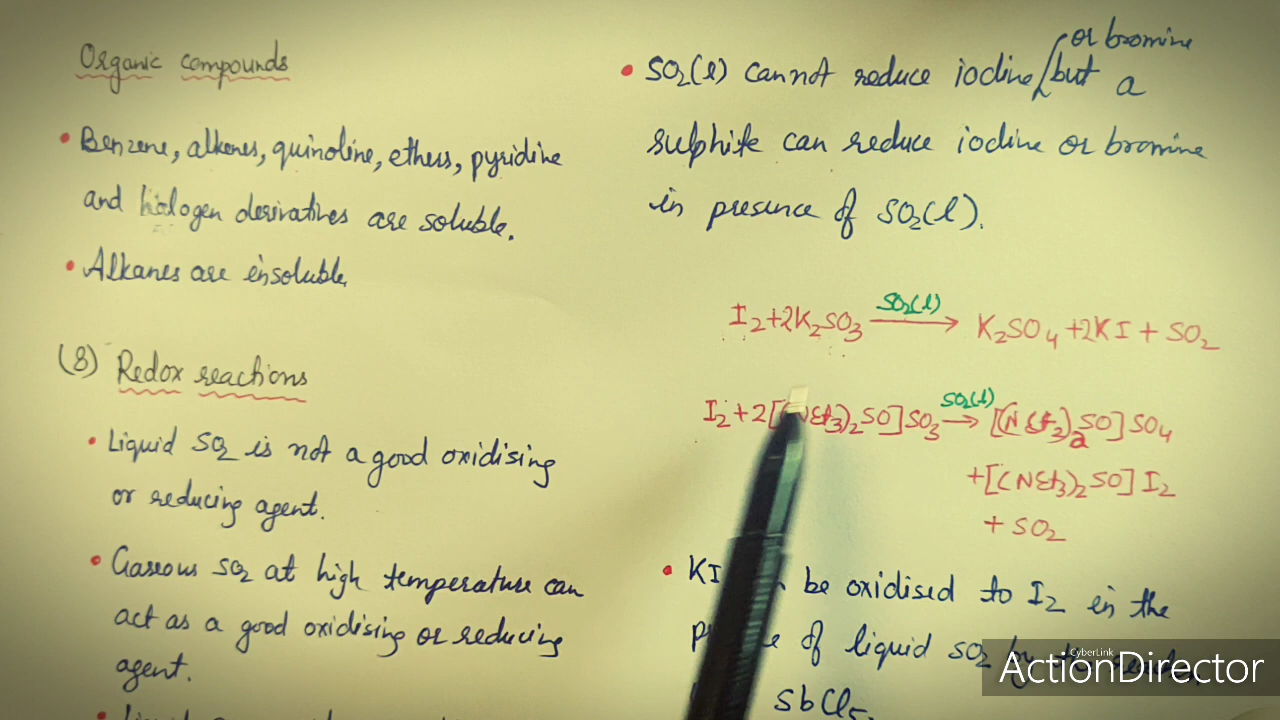 Organic compounds
• Benzene, alkenes, quinoline, ethers, pyridine
and halogen derivatives are soluble.
• Alkanes are insoluble.
(8) Redox reactions
• Liquid SO2 is not a good oxidising
or reducing agent.
• Gaseous SO2 at high temperature can
act as a good oxidising or reducing
agent.
or bromine
• SO2(l) cannot reduce iodine but a
sulphite can reduce iodine or bromine
in presence of SO2(l).
I2 + 2K2SO3 —SO2(l)→ K2SO4 + 2KI + SO2
I2 + 2[(NEt3)2SO]SO3 —SO2(l)→ [(NEt3)2SO]SO4
+ [(NEt3)2SO]I2
+ SO2
• KI be oxidised to I2 in the
of liquid SO2 by
SbCl5
CyberLink
ActionDirector